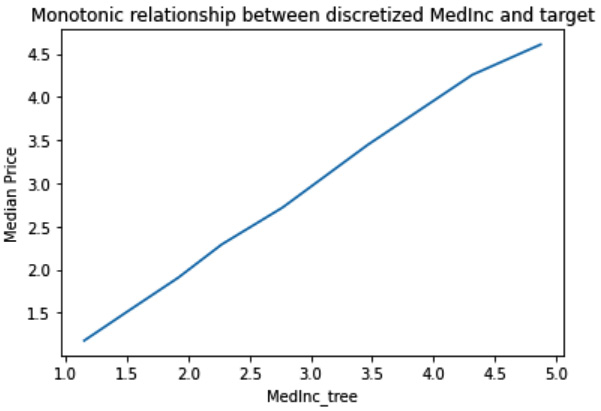 Monotonic relationship between discretized MedInc and target
4.5
4.0
3.5
3.0
2.5
2.0
1.5
Median Price
1.0 1.5 2.0 2.5 3.0 3.5 4.0 4.5 5.0
MedInc_tree